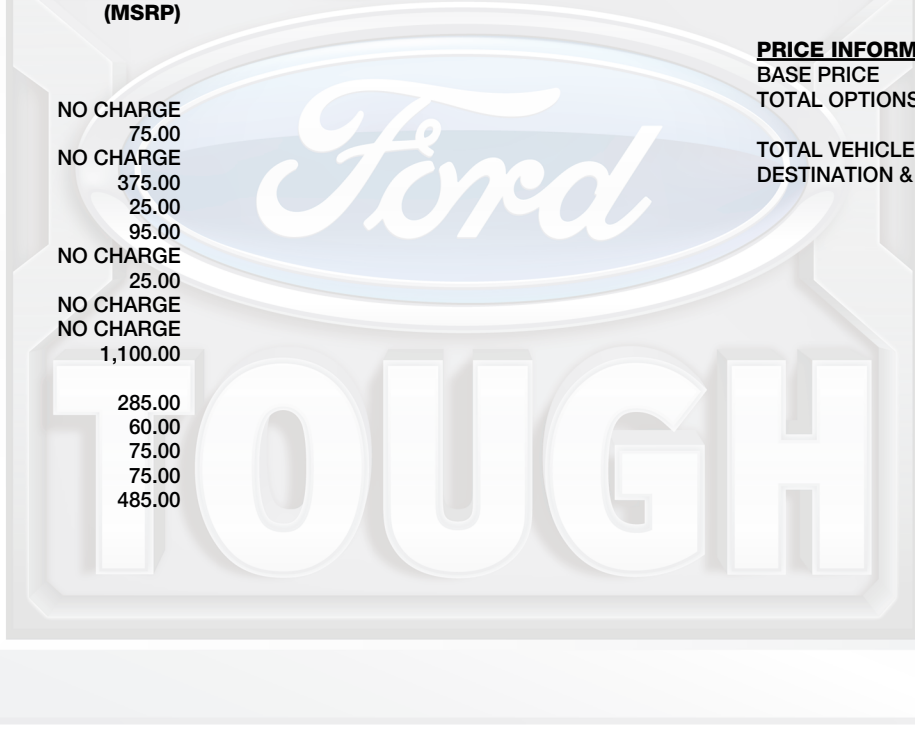 (MSRP)
NO CHARGE
75.00
NO CHARGE
375.00
25.00
95.00
NO CHARGE
25.00
NO CHARGE
NO CHARGE
1,100.00
285.00
60.00
75.00
75.00
485.00
PRICE INFORM
BASE PRICE
TOTAL OPTIONS
TOTAL VEHICLE
DESTINATION &
Ford
TOUGH